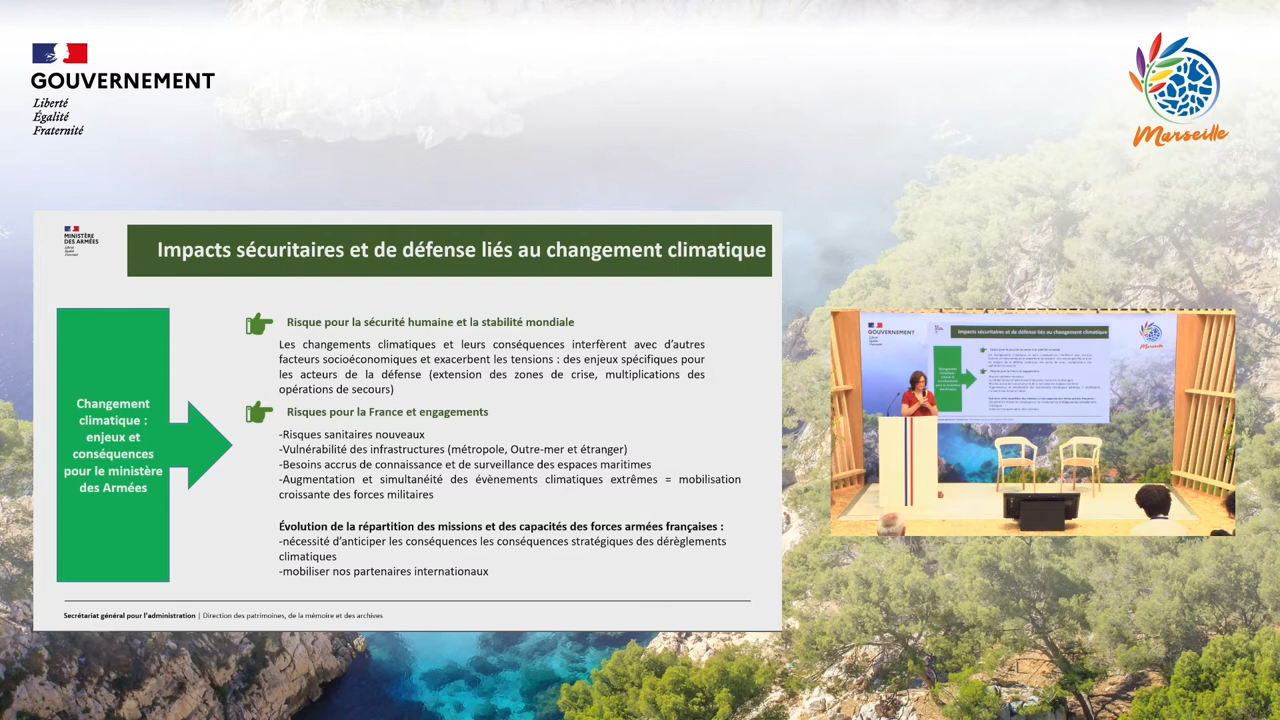 GOUVERNEMENT
Liberté
Égalité
Fraternité
Marseille
MINISTÈRE
DES ARMÉES
Liberté
Égalité
Fraternité
Impacts sécuritaires et de défense liés au changement climatique
Changement
climatique :
enjeux et
conséquences
pour le ministère
des Armées
Risque pour la sécurité humaine et la stabilité mondiale
Les changements climatiques et leurs conséquences interfèrent avec d'autres
facteurs socio-économiques et exacerbent les tensions : des enjeux spécifiques pour
les forces de défense (extension des zones de crise, multiplications des
opérations de secours)
Risques pour la France et engagements
-Risques sanitaires nouveaux
-Vulnérabilité des infrastructures (métropole, Outre-mer et étranger)
-Besoins accrus de connaissance et de surveillance des espaces maritimes
-Augmentation et simultanéité des évènements climatiques extrêmes = mobilisation
croissante des forces militaires
Évolution de la répartition des missions et des capacités des forces armées françaises :
-nécessité d'anticiper les conséquences les conséquences stratégiques des dérèglements
climatiques
-mobiliser nos partenaires internationaux
Secrétariat général pour l'administration | Direction des patrimoines, de la mémoire et des archives
GOUVERNEMENT
Impacts sécuritaires et de défense liés au changement climatique